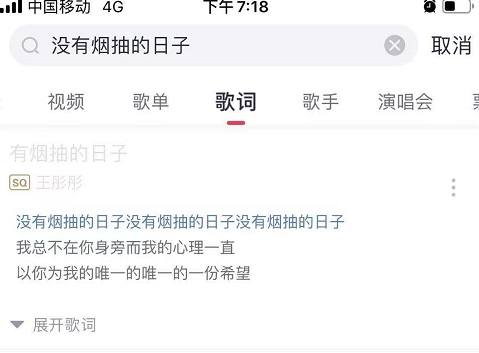 中国移动 4G 下午 7:18
没有烟抽的日子 取消
视频 歌单 歌词 歌手 演唱会
有烟抽的日子
SQ 王彤彤
没有烟抽的日子没有烟抽的日子没有烟抽的日子
我总不在你身旁而我的心理一直
以你为我的唯一的唯一的一份希望
展开歌词